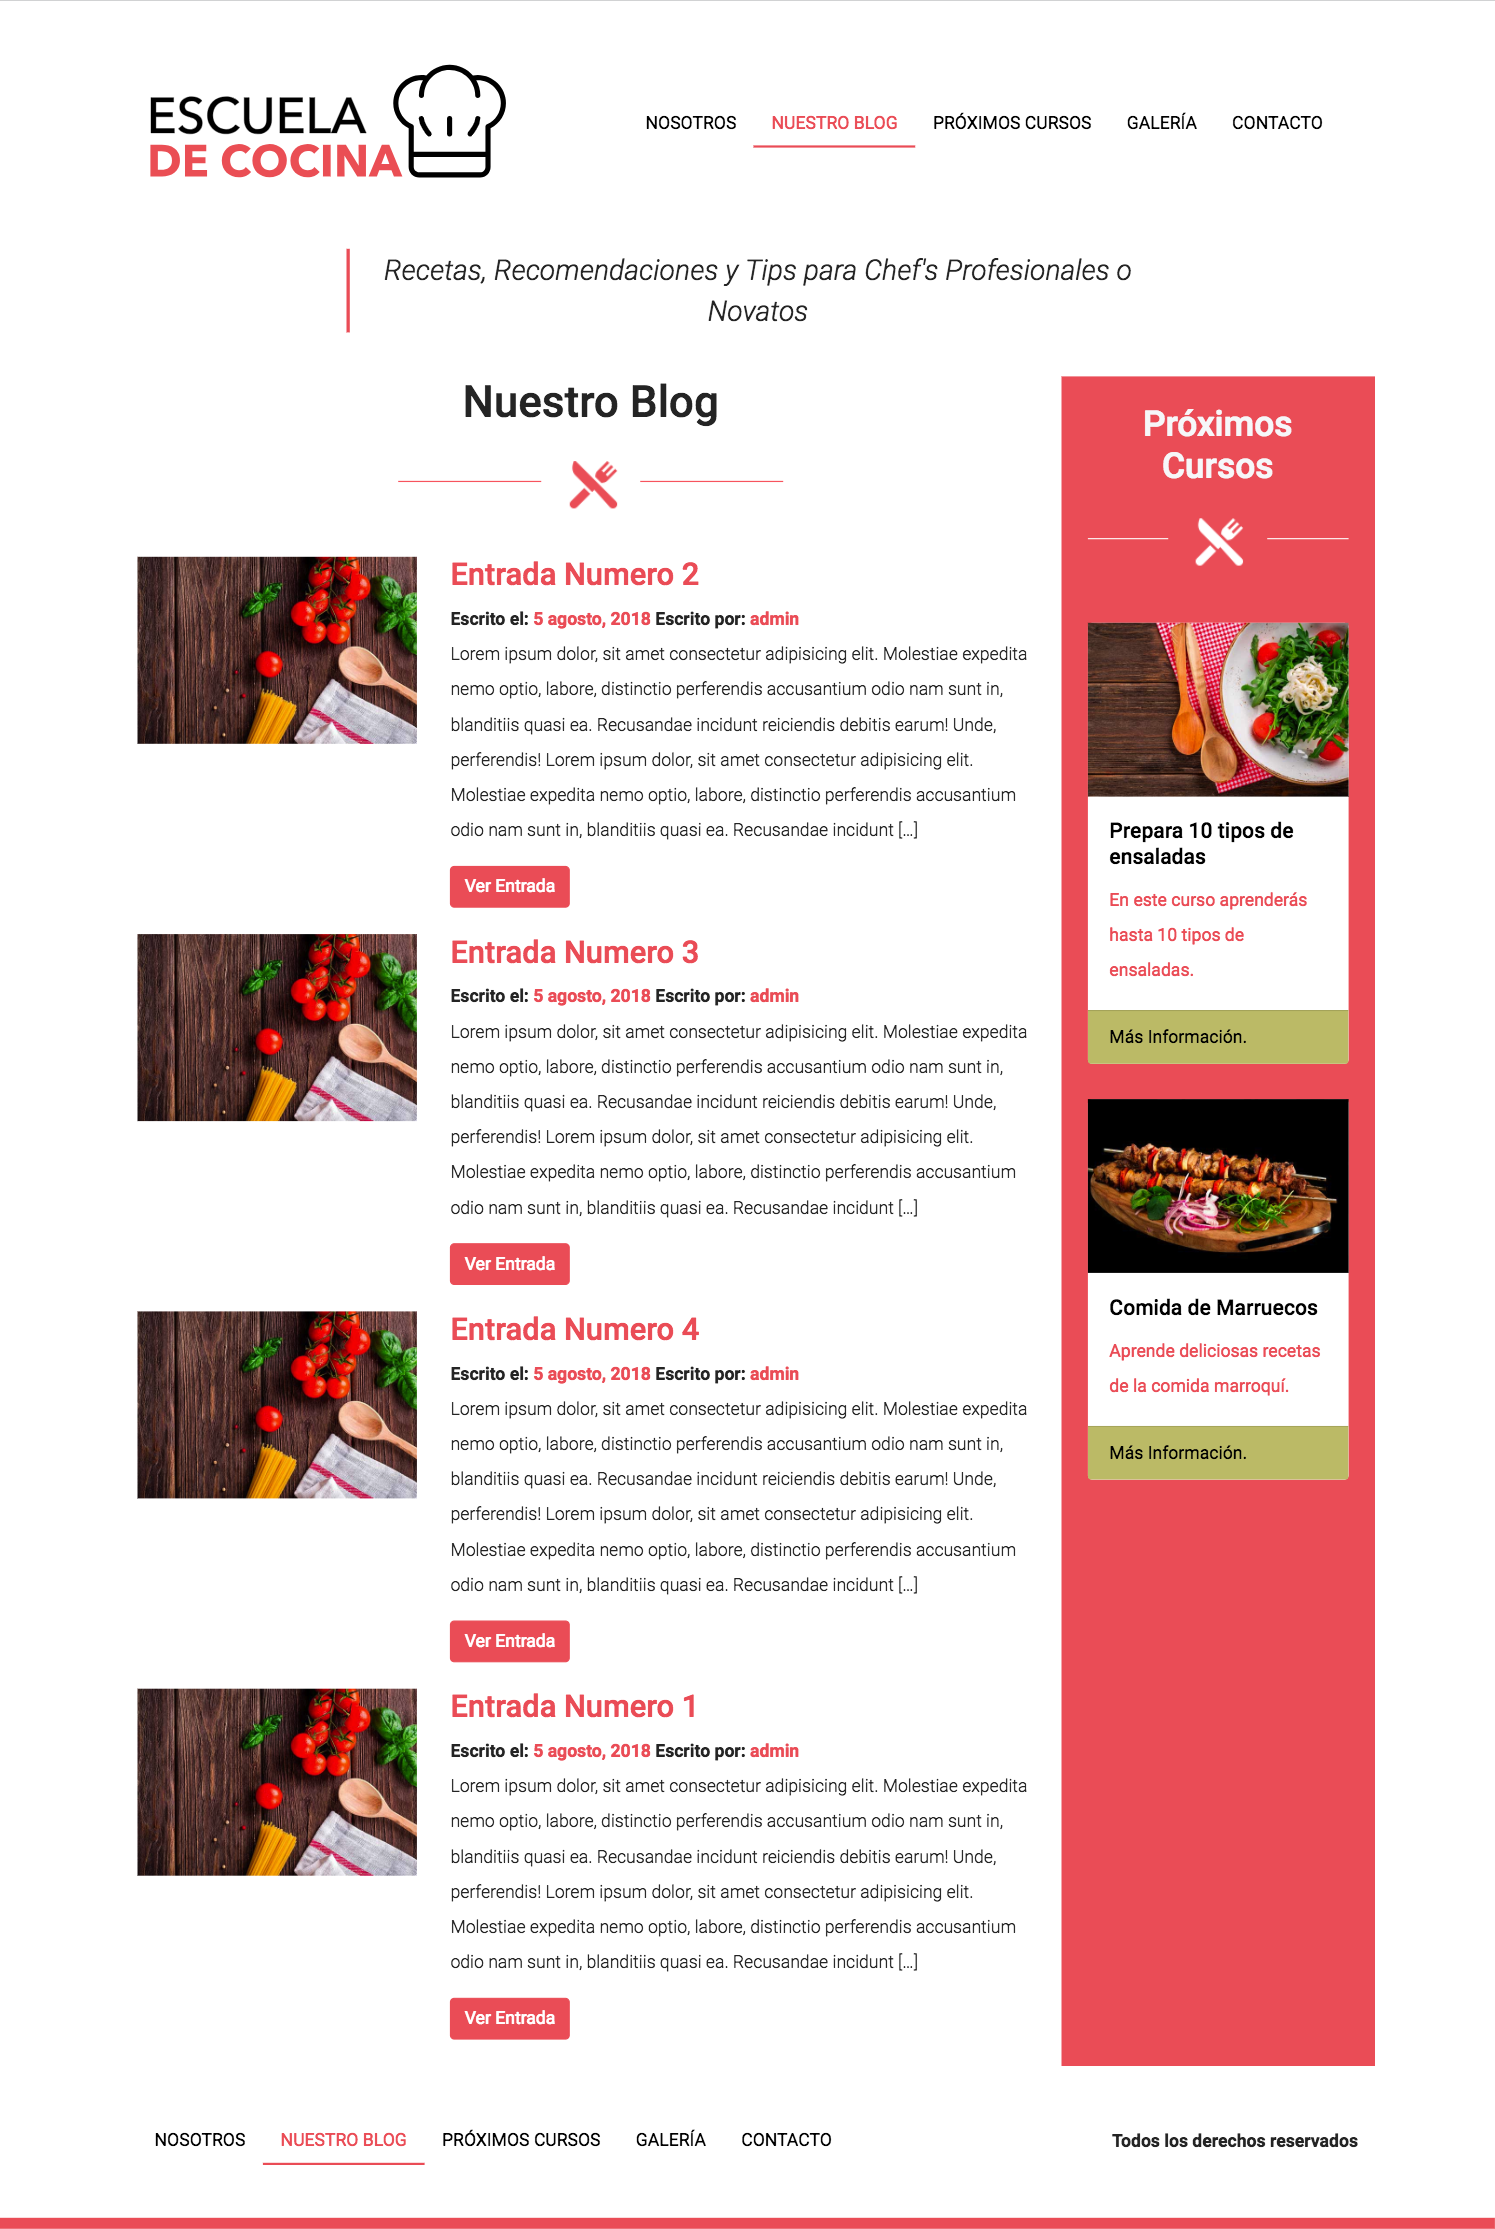 ESCUELA
DE COCINA
NOSOTROS
NUESTRO BLOG
PRÓXIMOS CURSOS
GALERÍA
CONTACTO
Recetas, Recomendaciones y Tips para Chef's Profesionales o
Novatos
Nuestro Blog
Entrada Numero 2
Escrito el: 5 agosto, 2018 Escrito por: admin
Lorem ipsum dolor, sit amet consectetur adipisicing elit. Molestiae expedita
nemo optio, labore, distinctio perferendis accusantium odio nam sunt in,
blanditiis quasi ea. Recusandae incidunt reiciendis debitis earum! Unde,
perferendis! Lorem ipsum dolor, sit amet consectetur adipisicing elit.
Molestiae expedita nemo optio, labore, distinctio perferendis accusantium
odio nam sunt in, blanditiis quasi ea. Recusandae incidunt [...]
Ver Entrada
Entrada Numero 3
Escrito el: 5 agosto, 2018 Escrito por: admin
Lorem ipsum dolor, sit amet consectetur adipisicing elit. Molestiae expedita
nemo optio, labore, distinctio perferendis accusantium odio nam sunt in,
blanditiis quasi ea. Recusandae incidunt reiciendis debitis earum! Unde,
perferendis! Lorem ipsum dolor, sit amet consectetur adipisicing elit.
Molestiae expedita nemo optio, labore, distinctio perferendis accusantium
odio nam sunt in, blanditiis quasi ea. Recusandae incidunt [...]
Ver Entrada
Entrada Numero 4
Escrito el: 5 agosto, 2018 Escrito por: admin
Lorem ipsum dolor, sit amet consectetur adipisicing elit. Molestiae expedita
nemo optio, labore, distinctio perferendis accusantium odio nam sunt in,
blanditiis quasi ea. Recusandae incidunt reiciendis debitis earum! Unde,
perferendis! Lorem ipsum dolor, sit amet consectetur adipisicing elit.
Molestiae expedita nemo optio, labore, distinctio perferendis accusantium
odio nam sunt in, blanditiis quasi ea. Recusandae incidunt [...]
Ver Entrada
Entrada Numero 1
Escrito el: 5 agosto, 2018 Escrito por: admin
Lorem ipsum dolor, sit amet consectetur adipisicing elit. Molestiae expedita
nemo optio, labore, distinctio perferendis accusantium odio nam sunt in,
blanditiis quasi ea. Recusandae incidunt reiciendis debitis earum! Unde,
perferendis! Lorem ipsum dolor, sit amet consectetur adipisicing elit.
Molestiae expedita nemo optio, labore, distinctio perferendis accusantium
odio nam sunt in, blanditiis quasi ea. Recusandae incidunt [...]
Ver Entrada
Próximos
Cursos
Prepara 10 tipos de
ensaladas
En este curso aprenderás
hasta 10 tipos de
ensaladas.
Más Información.
Comida de Marruecos
Aprende deliciosas recetas
de la comida marroquí.
Más Información.
NOSOTROS
NUESTRO BLOG
PRÓXIMOS CURSOS
GALERÍA
CONTACTO
Todos los derechos reservados